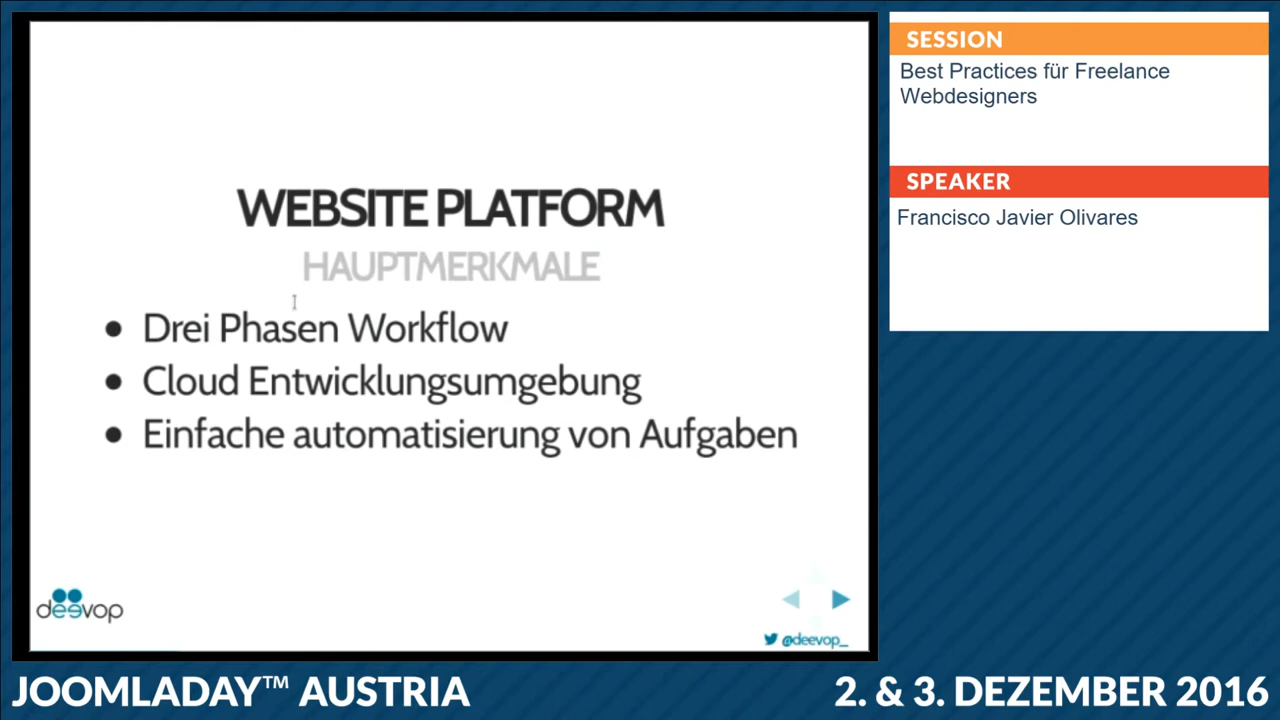 WEBSITE PLATFORM
HAUPTMERKMALE
● Drei Phasen Workflow
● Cloud Entwicklungsumgebung
● Einfache automatisierung von Aufgaben
deevop
@deevop_
SESSION
Best Practices für Freelance
Webdesigners
SPEAKER
Francisco Javier Olivares
JOOMLADAY™ AUSTRIA
2. & 3. DEZEMBER 2016